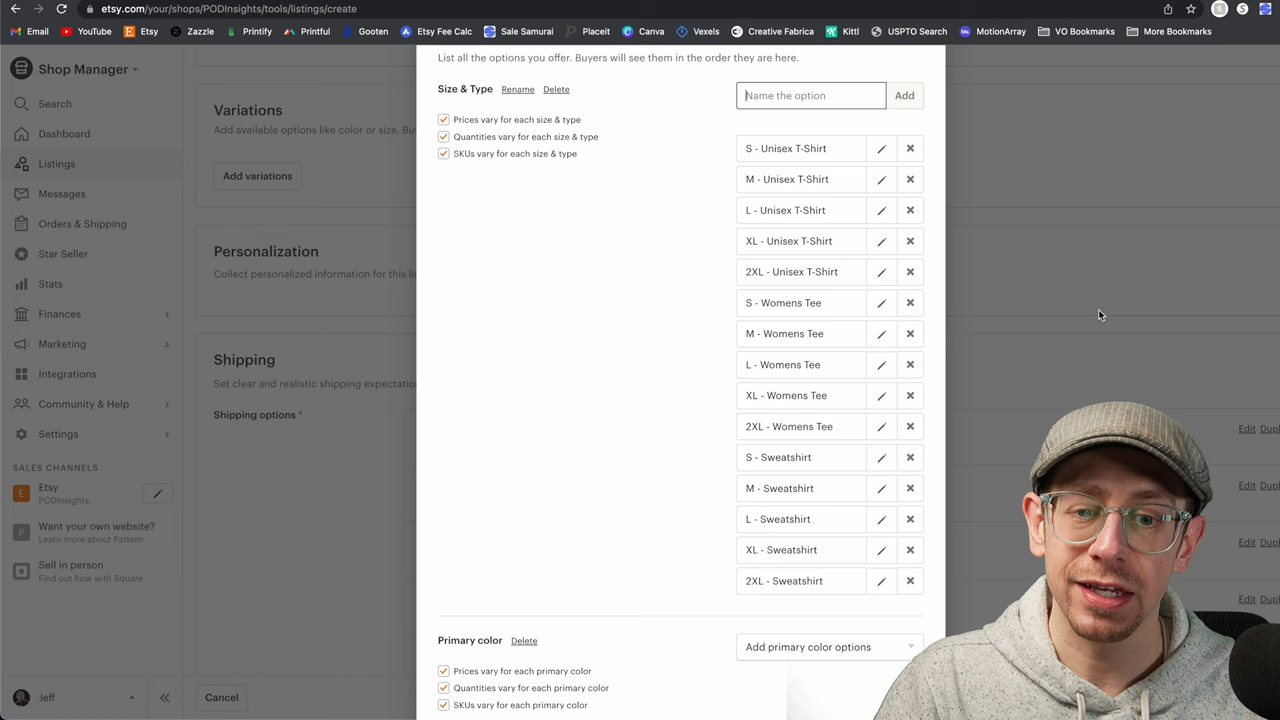 etsy.com/your/shops/PODInsights/tools/listings/create
Email
YouTube
Etsy
Zazzle
Printify
Printful
Gooten
Etsy Fee Calc
Sale Samurai
Placeit
Canva
Vexels
Creative Fabrica
Kittl
USPTO Search
MotionArray
VO Bookmarks
More Bookmarks
Shop Manager
Search
Dashboard
Listings
Messages
Orders & Shipping
Star Seller
Stats
Finances
Marketing
Integrations
Community & Help
Settings
SALES CHANNELS
E
Etsy
PODInsights
P
Want your own website?
Learn more about Pattern
Sell in person
Find out how with Square
Jeff
Variations
Add available options like color or size. Bu
Add variations
Personalization
Collect personalized information for this li
Shipping
Set clear and realistic shipping expectatio
Shipping options *
Cancel
List all the options you offer. Buyers will see them in the order they are here.
Size & Type Rename Delete
Prices vary for each size & type
Quantities vary for each size & type
SKUs vary for each size & type
Name the option Add
S - Unisex T-Shirt
M - Unisex T-Shirt
L - Unisex T-Shirt
XL - Unisex T-Shirt
2XL - Unisex T-Shirt
S - Womens Tee
M - Womens Tee
L - Womens Tee
XL - Womens Tee
2XL - Womens Tee
S - Sweatshirt
M - Sweatshirt
L - Sweatshirt
XL - Sweatshirt
2XL - Sweatshirt
Primary color Delete
Add primary color options
Prices vary for each primary color
Quantities vary for each primary color
SKUs vary for each primary color
Edit Dupl
Edit Dupl
Edit Dupl
Edit Dupl